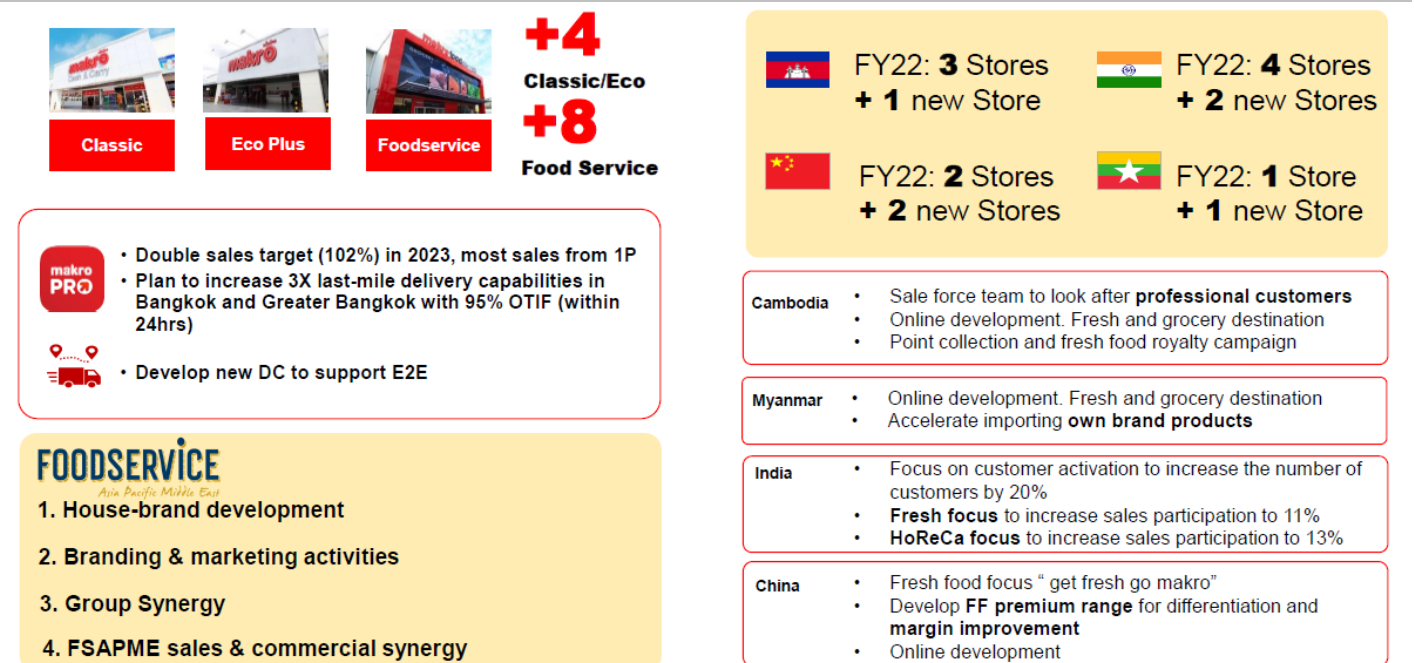 makro
Cash & Carry
makro
makro
Classic
Eco Plus
Foodservice
+4
Classic/Eco
+8
Food Service
makro
PRO
• Double sales target (102%) in 2023, most sales from 1P
• Plan to increase 3X last-mile delivery capabilities in
Bangkok and Greater Bangkok with 95% OTIF (within
24hrs)
• Develop new DC to support E2E
FOODSERVICE
Asia Pacific Middle East
1. House-brand development
2. Branding & marketing activities
3. Group Synergy
4. FSAPME sales & commercial synergy
FY22: 3 Stores
+ 1 new Store
FY22: 4 Stores
+ 2 new Stores
FY22: 2 Stores
+ 2 new Stores
FY22: 1 Store
+ 1 new Store
Cambodia
• Sale force team to look after professional customers
• Online development. Fresh and grocery destination
• Point collection and fresh food royalty campaign
Myanmar
• Online development. Fresh and grocery destination
• Accelerate importing own brand products
India
• Focus on customer activation to increase the number of
customers by 20%
• Fresh focus to increase sales participation to 11%
• HoReCa focus to increase sales participation to 13%
China
• Fresh food focus “ get fresh go makro”
• Develop FF premium range for differentiation and
margin improvement
• Online development